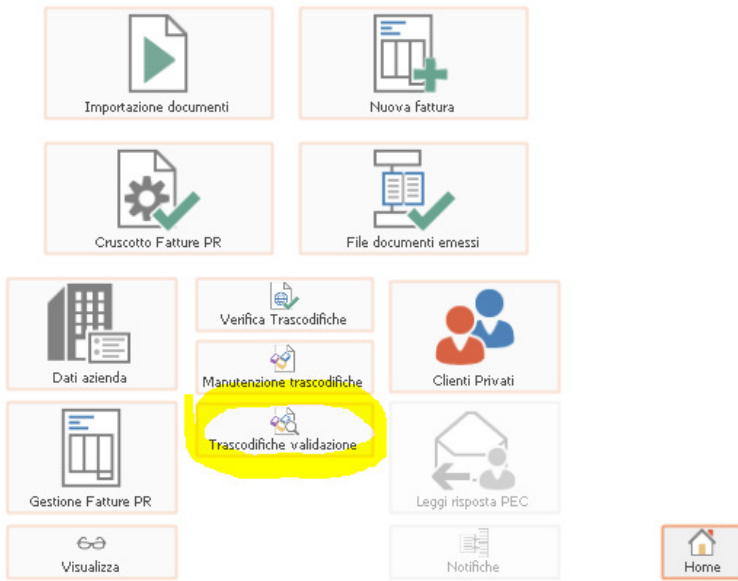 Importazione documenti
Nuova fattura
Cruscotto Fatture PR
File documenti emessi
Dati azienda
Verifica Trascodifiche
Manutenzione trascodifiche
Clienti Privati
Trascodifiche validazione
Gestione Fatture PR
Leggi risposta PEC
Visualizza
Notifiche
Home